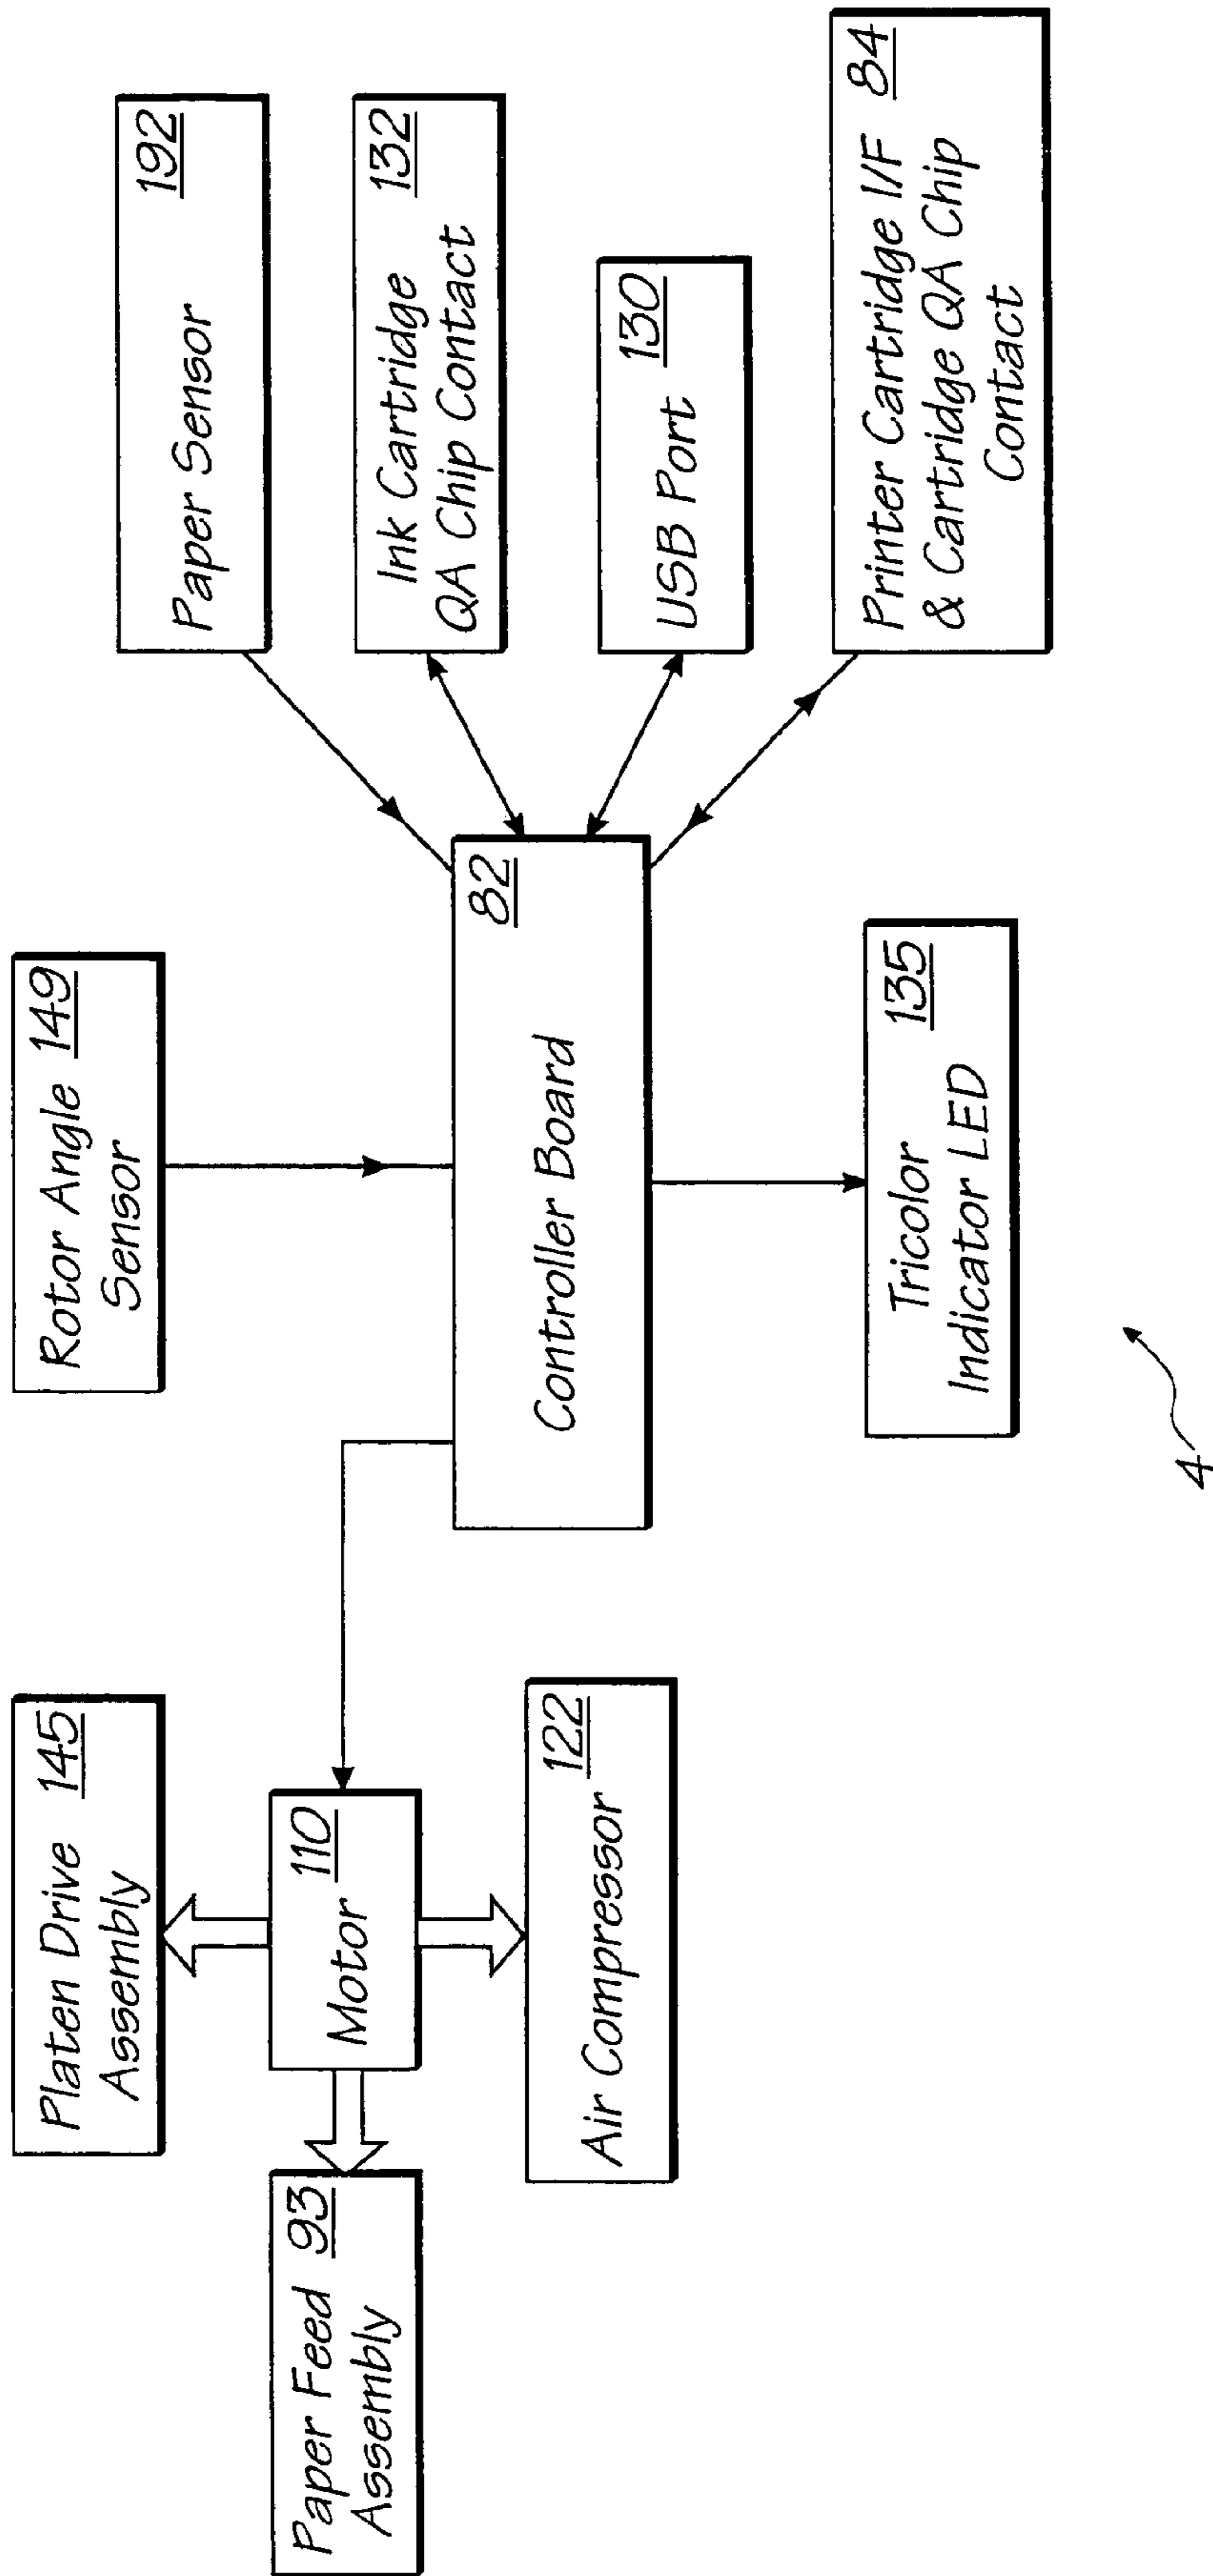 Platen Drive 145
Assembly
Rotor Angle 149
Sensor
Paper Sensor
192
Paper Feed 93
Assembly
110
Motor
Ink Cartridge 132
QA Chip Contact
82
Controller Board
122
Air Compressor
130
USB Port
Tricolor 135
Indicator LED
Printer Cartridge I/F 84
& Cartridge QA Chip
Contact
4